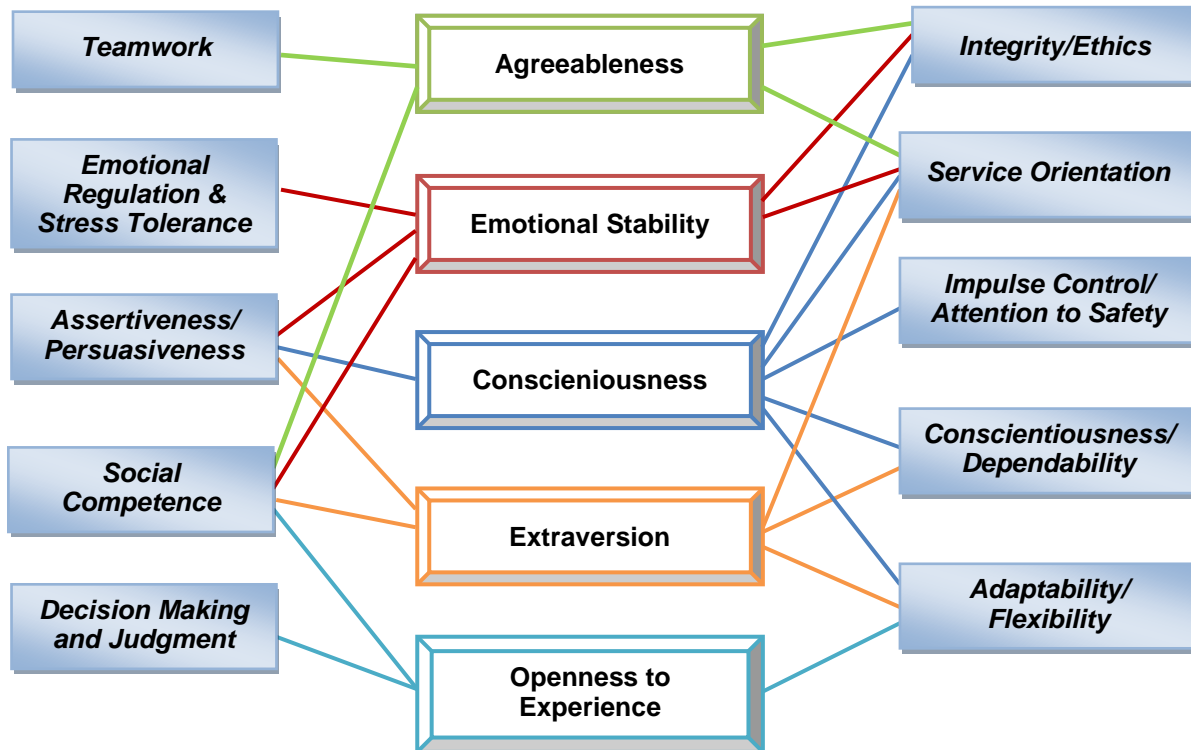 Teamwork
Emotional
Regulation &
Stress Tolerance
Assertiveness/
Persuasiveness
Social
Competence
Decision Making
and Judgment
Agreeableness
Emotional Stability
Conscieniousness
Extraversion
Openness to
Experience
Integrity/Ethics
Service Orientation
Impulse Control/
Attention to Safety
Conscientiousness/
Dependability
Adaptability/
Flexibility